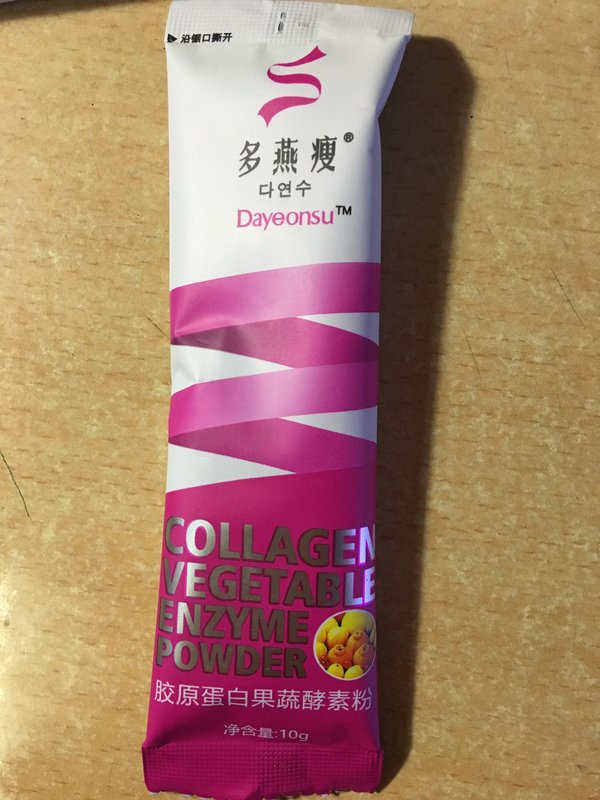 ▶ 沿锯口撕开
多燕瘦®
다연수
Dayeonsu™
COLLAGEN
VEGETABLE
ENZYME
POWDER
胶原蛋白果蔬酵素粉
净含量:10g